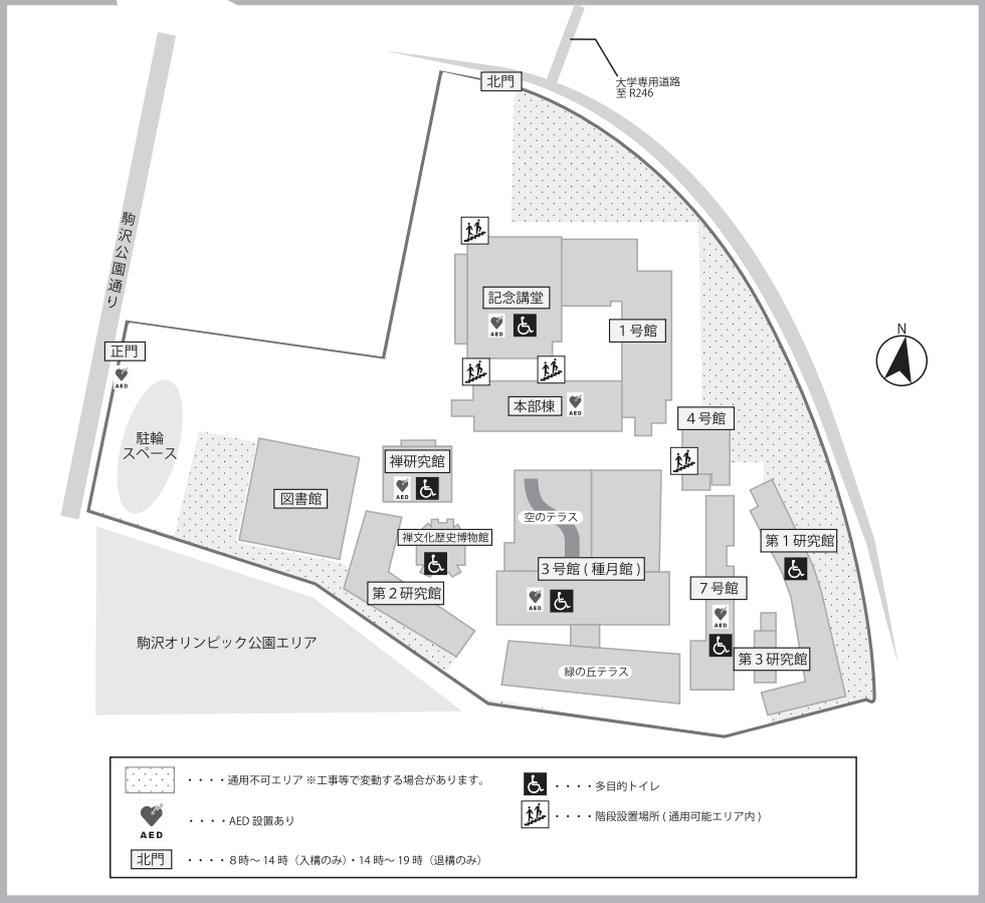 北門
大学専用道路
至 R246
駒沢公園通り
記念講堂
AED
1号館
N
正門
AED
本部棟
AED
4号館
駐輪
スペース
禅研究館
AED
図書館
空のテラス
禅文化歴史博物館
第1研究館
3号館(種月館)
AED
7号館
AED
第2研究館
駒沢オリンピック公園エリア
第3研究館
緑の丘テラス
・・・・通用不可エリア ※工事等で変動する場合があります。
・・・・多目的トイレ
AED
・・・・AED 設置あり
・・・・階段設置場所(通用可能エリア内)
北門
・・・・8時～14時（入構のみ）・14時～19時（退構のみ）